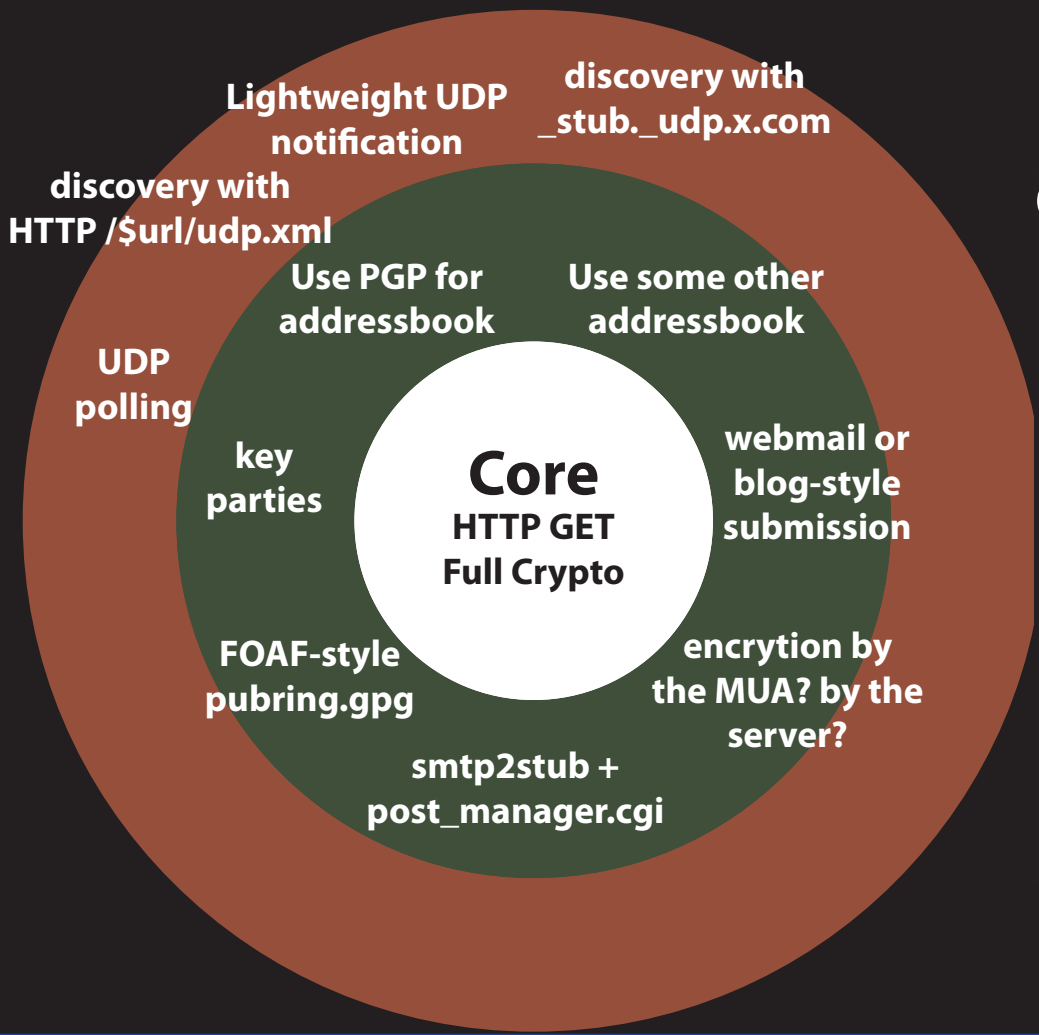 Lightweight UDP
notification
discovery with
_stub._udp.x.com
discovery with
HTTP /$url/udp.xml
Use PGP for
addressbook
Use some other
addressbook
UDP
polling
key
parties
Core
HTTP GET
Full Crypto
webmail or
blog-style
submission
FOAF-style
pubring.gpg
encrytion by
the MUA? by the
server?
smtp2stub +
post_manager.cgi